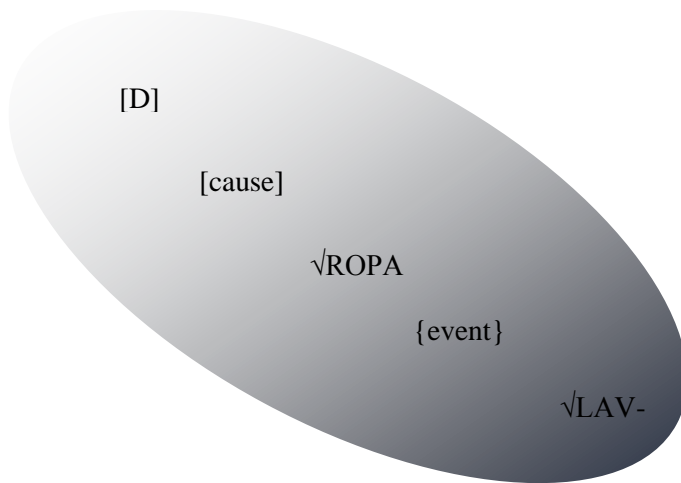 [D]
[cause]
√ROPA
{event}
√LAV-